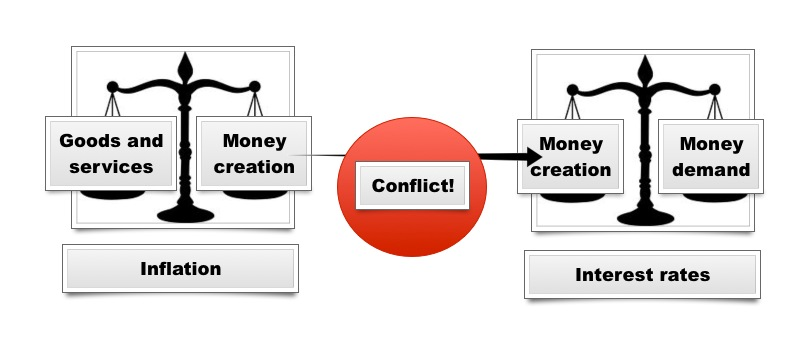 Goods and
services
Money
creation
Inflation
Conflict!
Money
creation
Money
demand
Interest rates